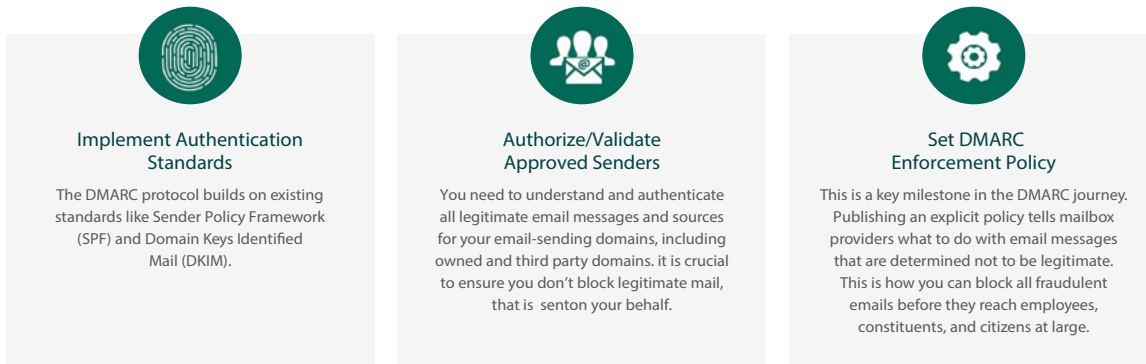 Implement Authentication
Standards
The DMARC protocol builds on existing
standards like Sender Policy Framework
(SPF) and Domain Keys Identified
Mail (DKIM).
@
Authorize/Validate
Approved Senders
You need to understand and authenticate
all legitimate email messages and sources
for your email-sending domains, including
owned and third party domains. it is crucial
to ensure you don’t block legitimate mail,
that is senton your behalf.
Set DMARC
Enforcement Policy
This is a key milestone in the DMARC journey.
Publishing an explicit policy tells mailbox
providers what to do with email messages
that are determined not to be legitimate.
This is how you can block all fraudulent
emails before they reach employees,
constituents, and citizens at large.